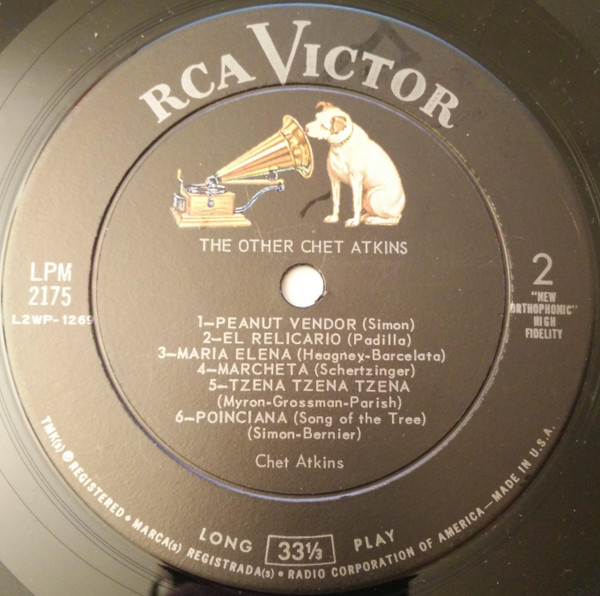 RCA VICTOR
THE OTHER CHET ATKINS
LPM
2175
L2WP-1269
2
"NEW
ORTHOPHONIC"
HIGH
FIDELITY
1—PEANUT VENDOR (Simon)
2—EL RELICARIO (Padilla)
3—MARIA ELENA (Heagney-Barcelata)
4—MARCHETA (Schertzinger)
5—TZENA TZENA TZENA
(Myron-Grossman-Parish)
6—POINCIANA (Song of the Tree)
(Simon-Bernier)
Chet Atkins
LONG 33⅓ PLAY
TMK(s) ® REGISTERED • MARCA(s) REGISTRADA(s) • RADIO CORPORATION OF AMERICA—MADE IN U.S.A.